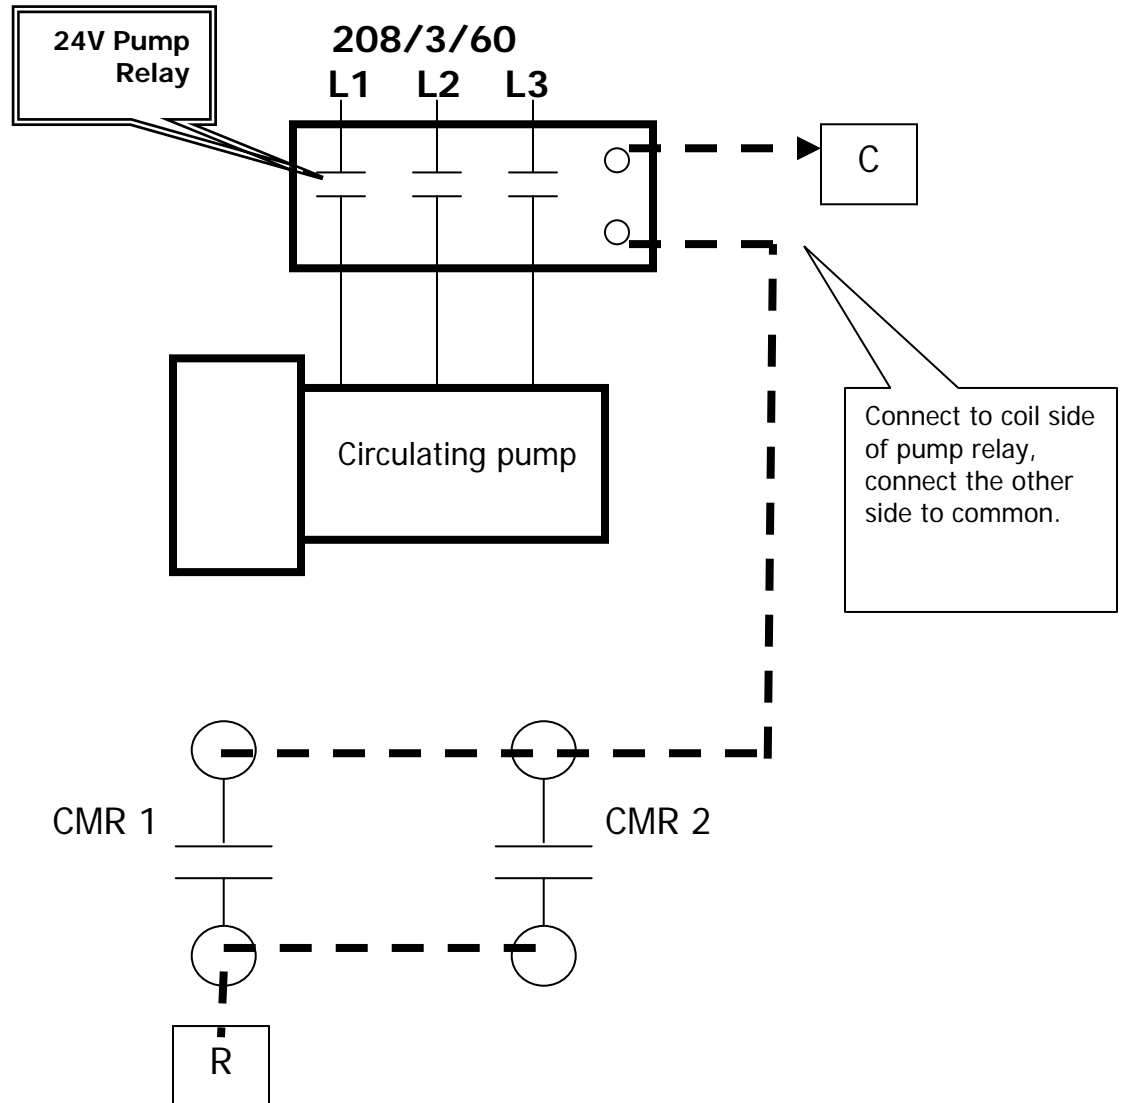 24V Pump
Relay
208/3/60
L1 L2 L3
C
Connect to coil side
of pump relay,
connect the other
side to common.
Circulating pump
CMR 1
CMR 2
R